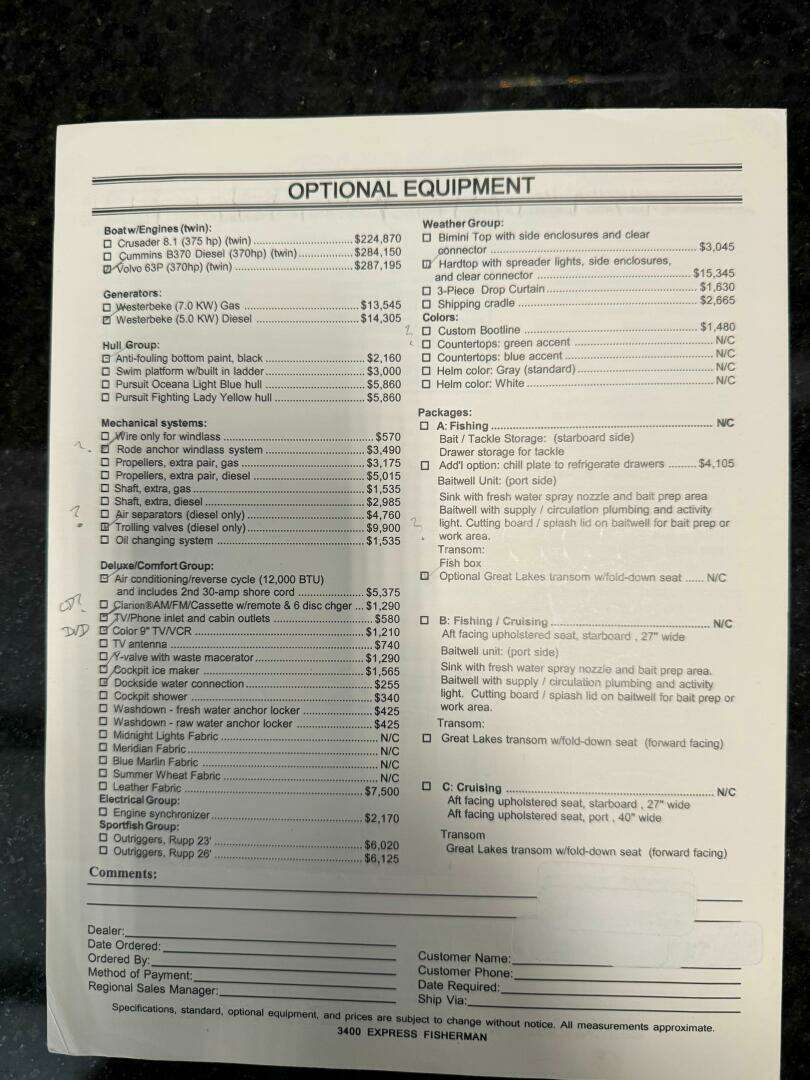 OPTIONAL EQUIPMENT
Boatw/Engines (twin):
Crusader 8.1 (375 hp) (twin) $224,870
Cummins B370 Diesel (370hp) (twin) $284,150
Volvo 63P (370hp) (twin) $287,195
Generators:
Westerbeke (7.0 KW) Gas $13,545
Westerbeke (5.0 KW) Diesel $14,305
Hull Group:
Anti-fouling bottom paint, black $2,160
Swim platform w/built in ladder $3,000
Pursuit Oceana Light Blue hull $5,860
Pursuit Fighting Lady Yellow hull $5,860
Mechanical systems:
Wire only for windlass $570
? Rode anchor windlass system $3,490
Propellers, extra pair, gas $3,175
Propellers, extra pair, diesel $5,015
Shaft, extra, gas $1,535
Shaft, extra, diesel $2,985
? Air separators (diesel only) $4,760
Trolling valves (diesel only) $9,900
Oil changing system $1,535
Deluxe/Comfort Group:
Air conditioning/reverse cycle (12,000 BTU)
and includes 2nd 30-amp shore cord $5,375
CD? Clarion®AM/FM/Cassette w/remote & 6 disc chger $1,290
TV/Phone inlet and cabin outlets $580
DVD Color 9" TV/VCR $1,210
TV antenna $740
Y-valve with waste macerator $1,290
Cockpit ice maker $1,565
Dockside water connection $255
Cockpit shower $340
Washdown - fresh water anchor locker $425
Washdown - raw water anchor locker $425
Midnight Lights Fabric N/C
Meridian Fabric N/C
Blue Marlin Fabric N/C
Summer Wheat Fabric N/C
Leather Fabric $7,500
Electrical Group:
Engine synchronizer $2,170
Sportfish Group:
Outriggers, Rupp 23' $6,020
Outriggers, Rupp 26' $6,125
Weather Group:
Bimini Top with side enclosures and clear
connector $3,045
Hardtop with spreader lights, side enclosures,
and clear connector $15,345
3-Piece Drop Curtain $1,630
Shipping cradle $2,665
Colors:
? Custom Bootline $1,480
Countertops: green accent N/C
Countertops: blue accent N/C
Helm color: Gray (standard) N/C
Helm color: White N/C
Packages:
A: Fishing N/C
Bait / Tackle Storage: (starboard side)
Drawer storage for tackle
Add'l option: chill plate to refrigerate drawers $4,105
Baitwell Unit: (port side)
Sink with fresh water spray nozzle and bait prep area
Baitwell with supply / circulation plumbing and activity
? light. Cutting board / splash lid on baitwell for bait prep or
work area.
Transom:
Fish box
Optional Great Lakes transom w/fold-down seat N/C
B: Fishing / Cruising N/C
Aft facing upholstered seat, starboard , 27" wide
Baitwell unit: (port side)
Sink with fresh water spray nozzle and bait prep area.
Baitwell with supply / circulation plumbing and activity
light. Cutting board / splash lid on baitwell for bait prep or
work area.
Transom:
Great Lakes transom w/fold-down seat (forward facing)
C: Cruising N/C
Aft facing upholstered seat, starboard , 27" wide
Aft facing upholstered seat, port , 40" wide
Transom
Great Lakes transom w/fold-down seat (forward facing)
Comments:
Dealer:
Date Ordered:
Ordered By:
Method of Payment:
Regional Sales Manager:
Customer Name:
Customer Phone:
Date Required:
Ship Via:
Specifications, standard, optional equipment, and prices are subject to change without notice. All measurements approximate.
3400 EXPRESS FISHERMAN